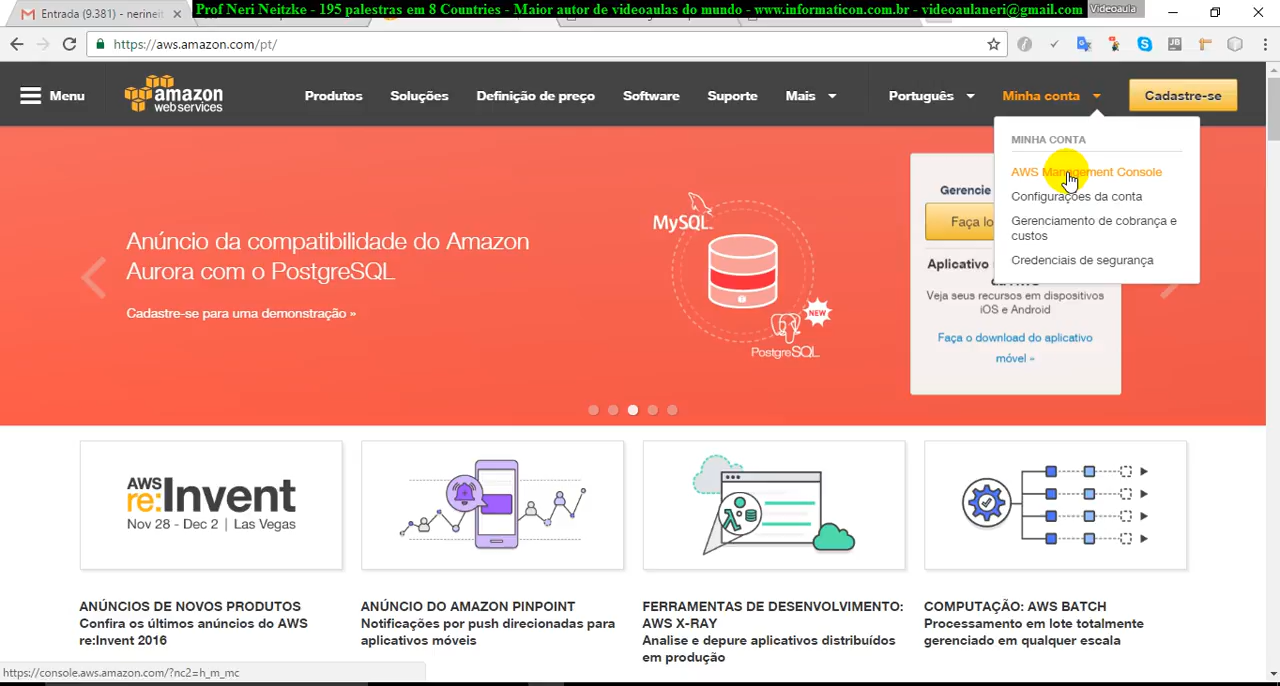 Entrada (9.381) - nerineit
Prof Neri Neitzke - 195 palestras em 8 Countries - Maior autor de videoaulas do mundo - www.informaticon.com.br - videoaulaneri@gmail.com
Videoaula
https://aws.amazon.com/pt/
Menu
amazon
web services
Produtos
Soluções
Definição de preço
Software
Suporte
Mais
Português
Minha conta
Cadastre-se
MINHA CONTA
AWS Management Console
Configurações da conta
Gerenciamento de cobrança e
custos
Credenciais de segurança
Anúncio da compatibilidade do Amazon
Aurora com o PostgreSQL
Cadastre-se para uma demonstração »
MySQL
NEW
PostgreSQL
Gerencie
Faça lo
Aplicativo
Veja seus recursos em dispositivos
iOS e Android
Faça o download do aplicativo
móvel »
AWS
re:Invent
Nov 28 - Dec 2 | Las Vegas
ANÚNCIOS DE NOVOS PRODUTOS
Confira os últimos anúncios do AWS
re:Invent 2016
ANÚNCIO DO AMAZON PINPOINT
Notificações por push direcionadas para
aplicativos móveis
FERRAMENTAS DE DESENVOLVIMENTO:
AWS X-RAY
Analise e depure aplicativos distribuídos
em produção
COMPUTAÇÃO: AWS BATCH
Processamento em lote totalmente
gerenciado em qualquer escala
https://console.aws.amazon.com/?nc2=h_m_mc